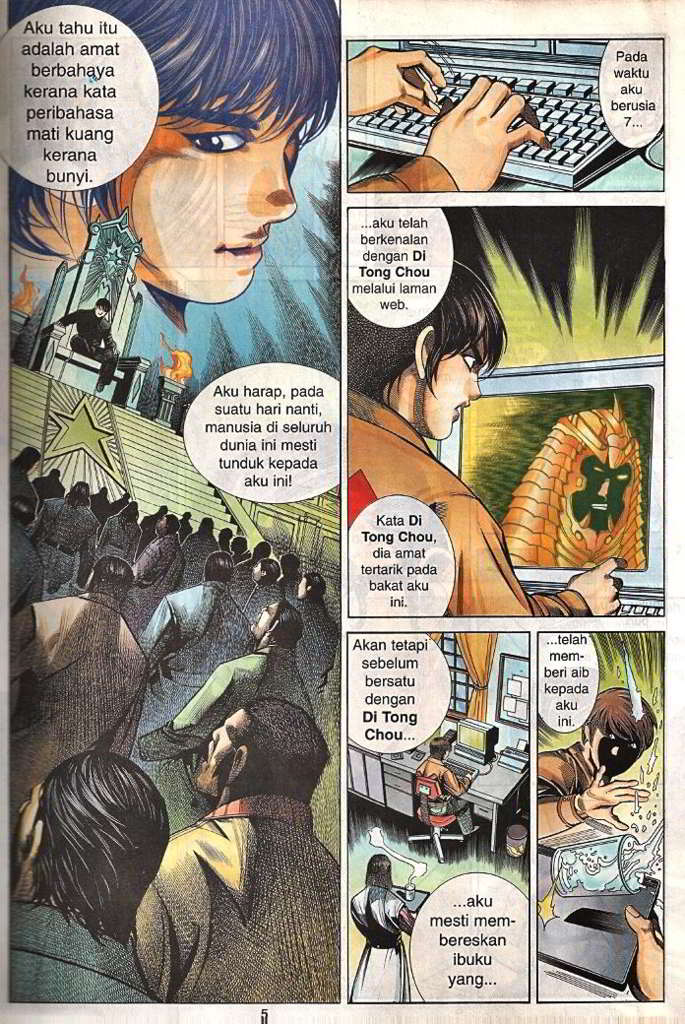 Aku tahu itu
adalah amat
berbahaya
kerana kata
peribahasa
mati kuang
kerana
bunyi.
Aku harap, pada
suatu hari nanti,
manusia di seluruh
dunia ini mesti
tunduk kepada
aku ini!
Pada
waktu
aku
berusia
7...
...aku telah
berkenalan
dengan Di
Tong Chou
melalui laman
web.
Kata Di
Tong Chou,
dia amat
tertarik pada
bakat aku
ini.
Akan tetapi
sebelum
bersatu
dengan
Di Tong
Chou...
...aku
mesti mem-
bereskan
ibuku
yang...
...telah
mem-
beri aib
kepada
aku
ini.
5